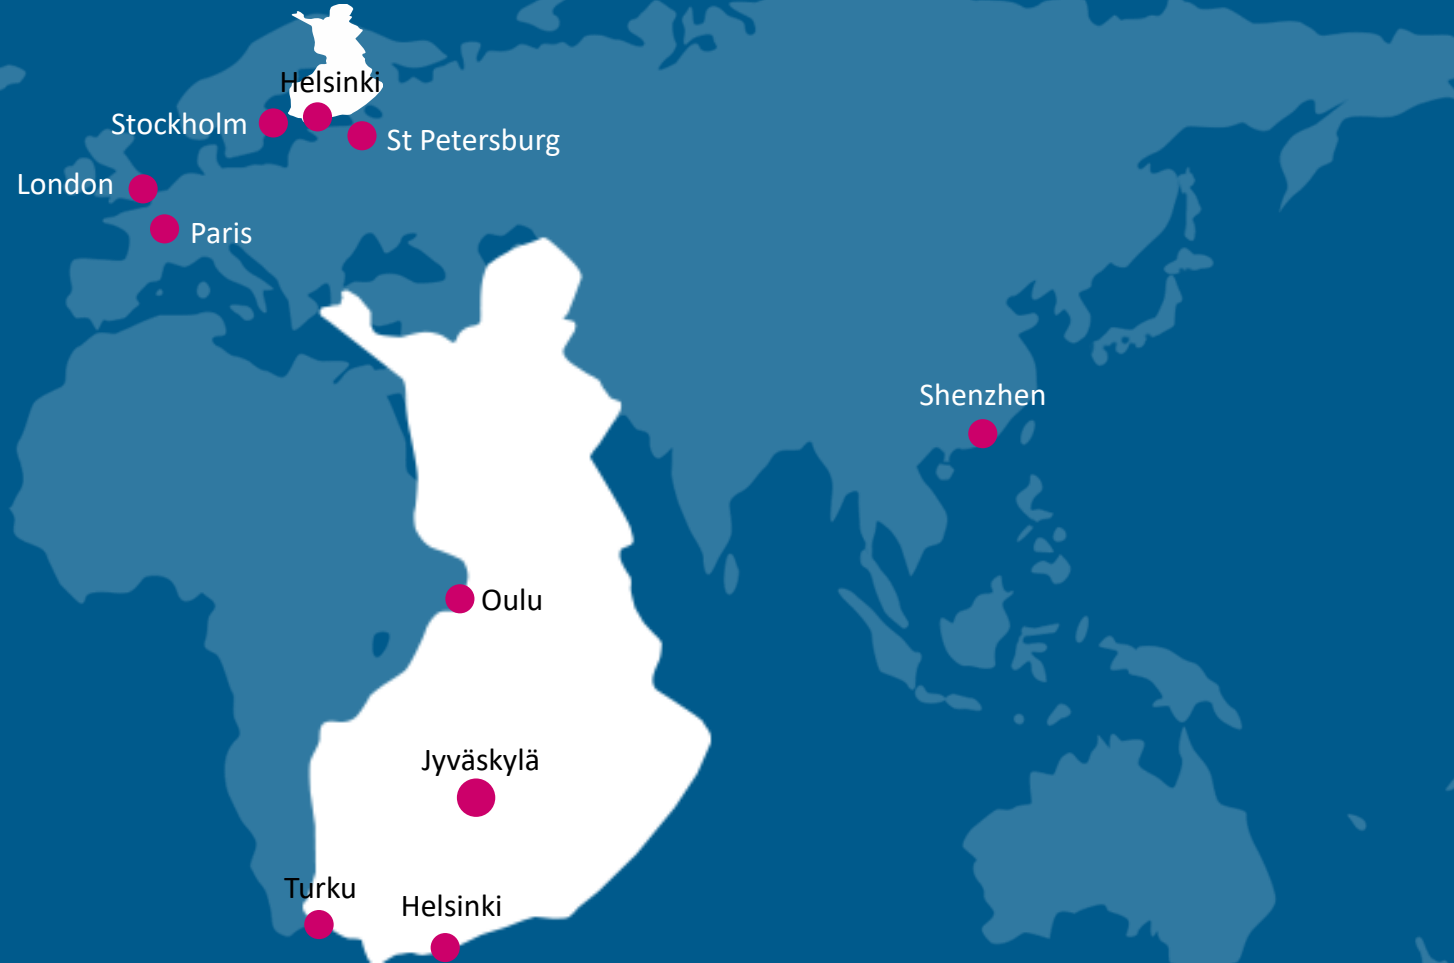 Helsinki
Stockholm
St Petersburg
London
Paris
Shenzhen
Oulu
Jyväskylä
Turku
Helsinki